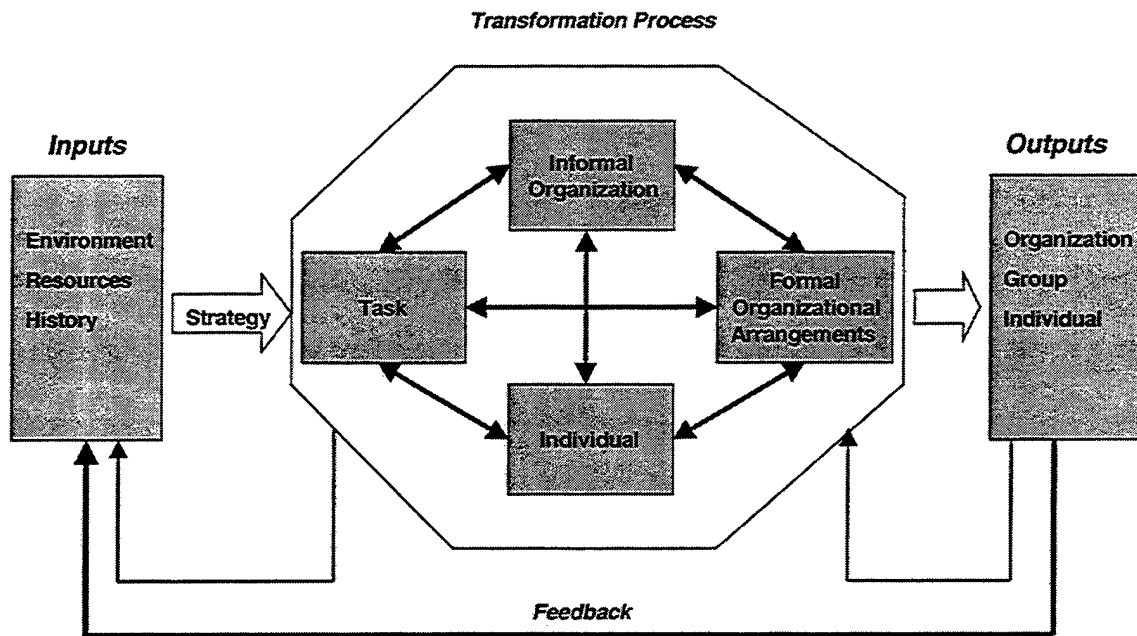 Transformation Process
Inputs
Environment
Resources
History
Strategy
Informal
Organization
Task
Formal
Organizational
Arrangements
Individual
Outputs
Organization
Group
Individual
Feedback